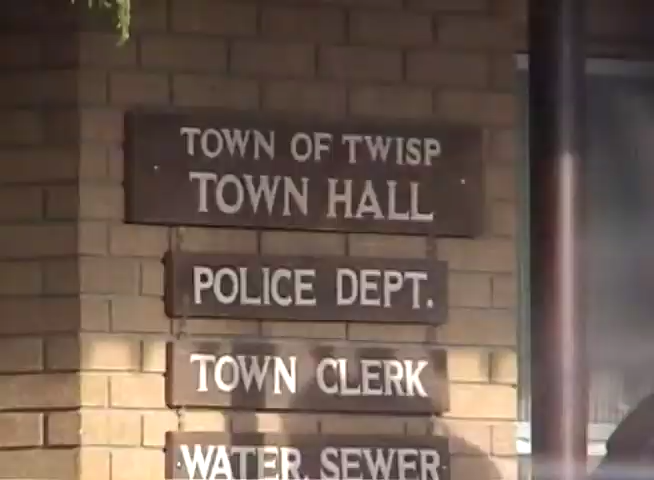 TOWN OF TWISP
TOWN HALL
POLICE DEPT.
TOWN CLERK
WATER, SEWER